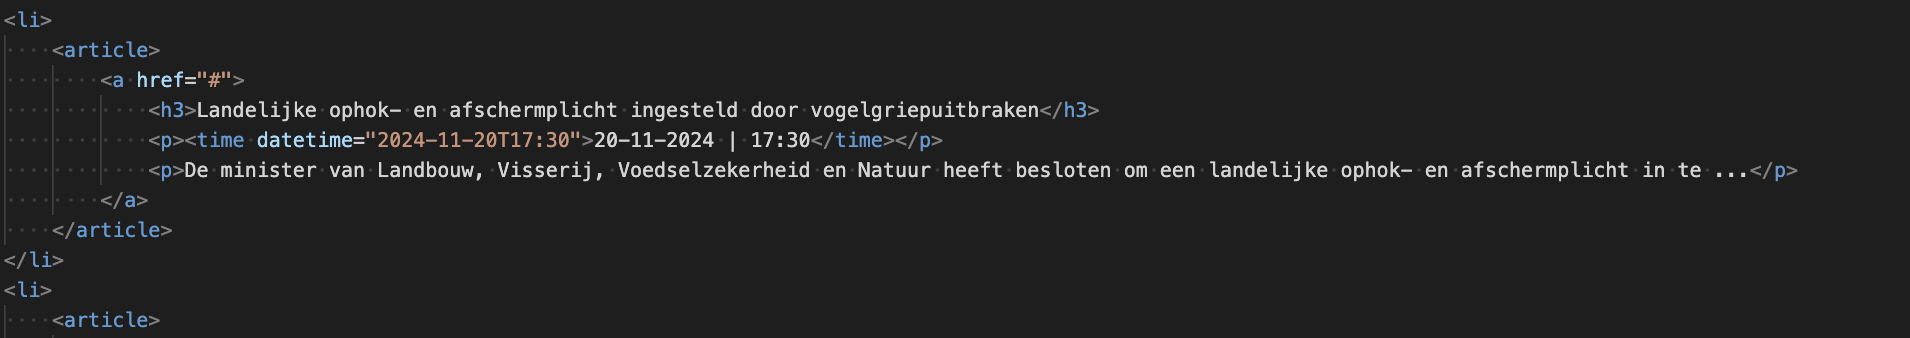 <li>
<article>
<a href="#">
<h3>Landelijke ophok- en afschermplicht ingesteld door vogelgriepuitbraken</h3>
<p><time datetime="2024-11-20T17:30">20-11-2024 | 17:30</time></p>
<p>De minister van Landbouw, Visserij, Voedselzekerheid en Natuur heeft besloten om een landelijke ophok- en afschermplicht in te ...</p>
</a>
</article>
</li>
<li>
<article>